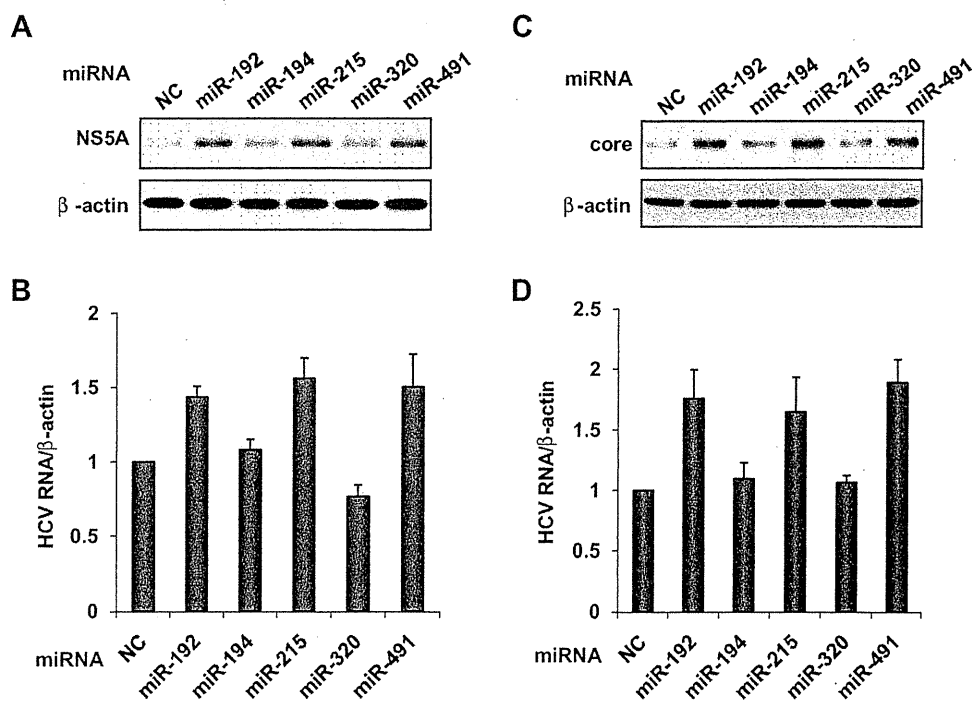 A
miRNA
NC miR-192 miR-194 miR-215 miR-320 miR-491
NS5A
β -actin
C
miRNA
NC miR-192 miR-194 miR-215 miR-320 miR-491
core
β-actin
B
HCV RNA/β-actin
2
1.5
1
0.5
0
miRNA
NC miR-192 miR-194 miR-215 miR-320 miR-491
D
HCV RNA/β-actin
2.5
2
1.5
1
0.5
0
miRNA
NC miR-192 miR-194 miR-215 miR-320 miR-491